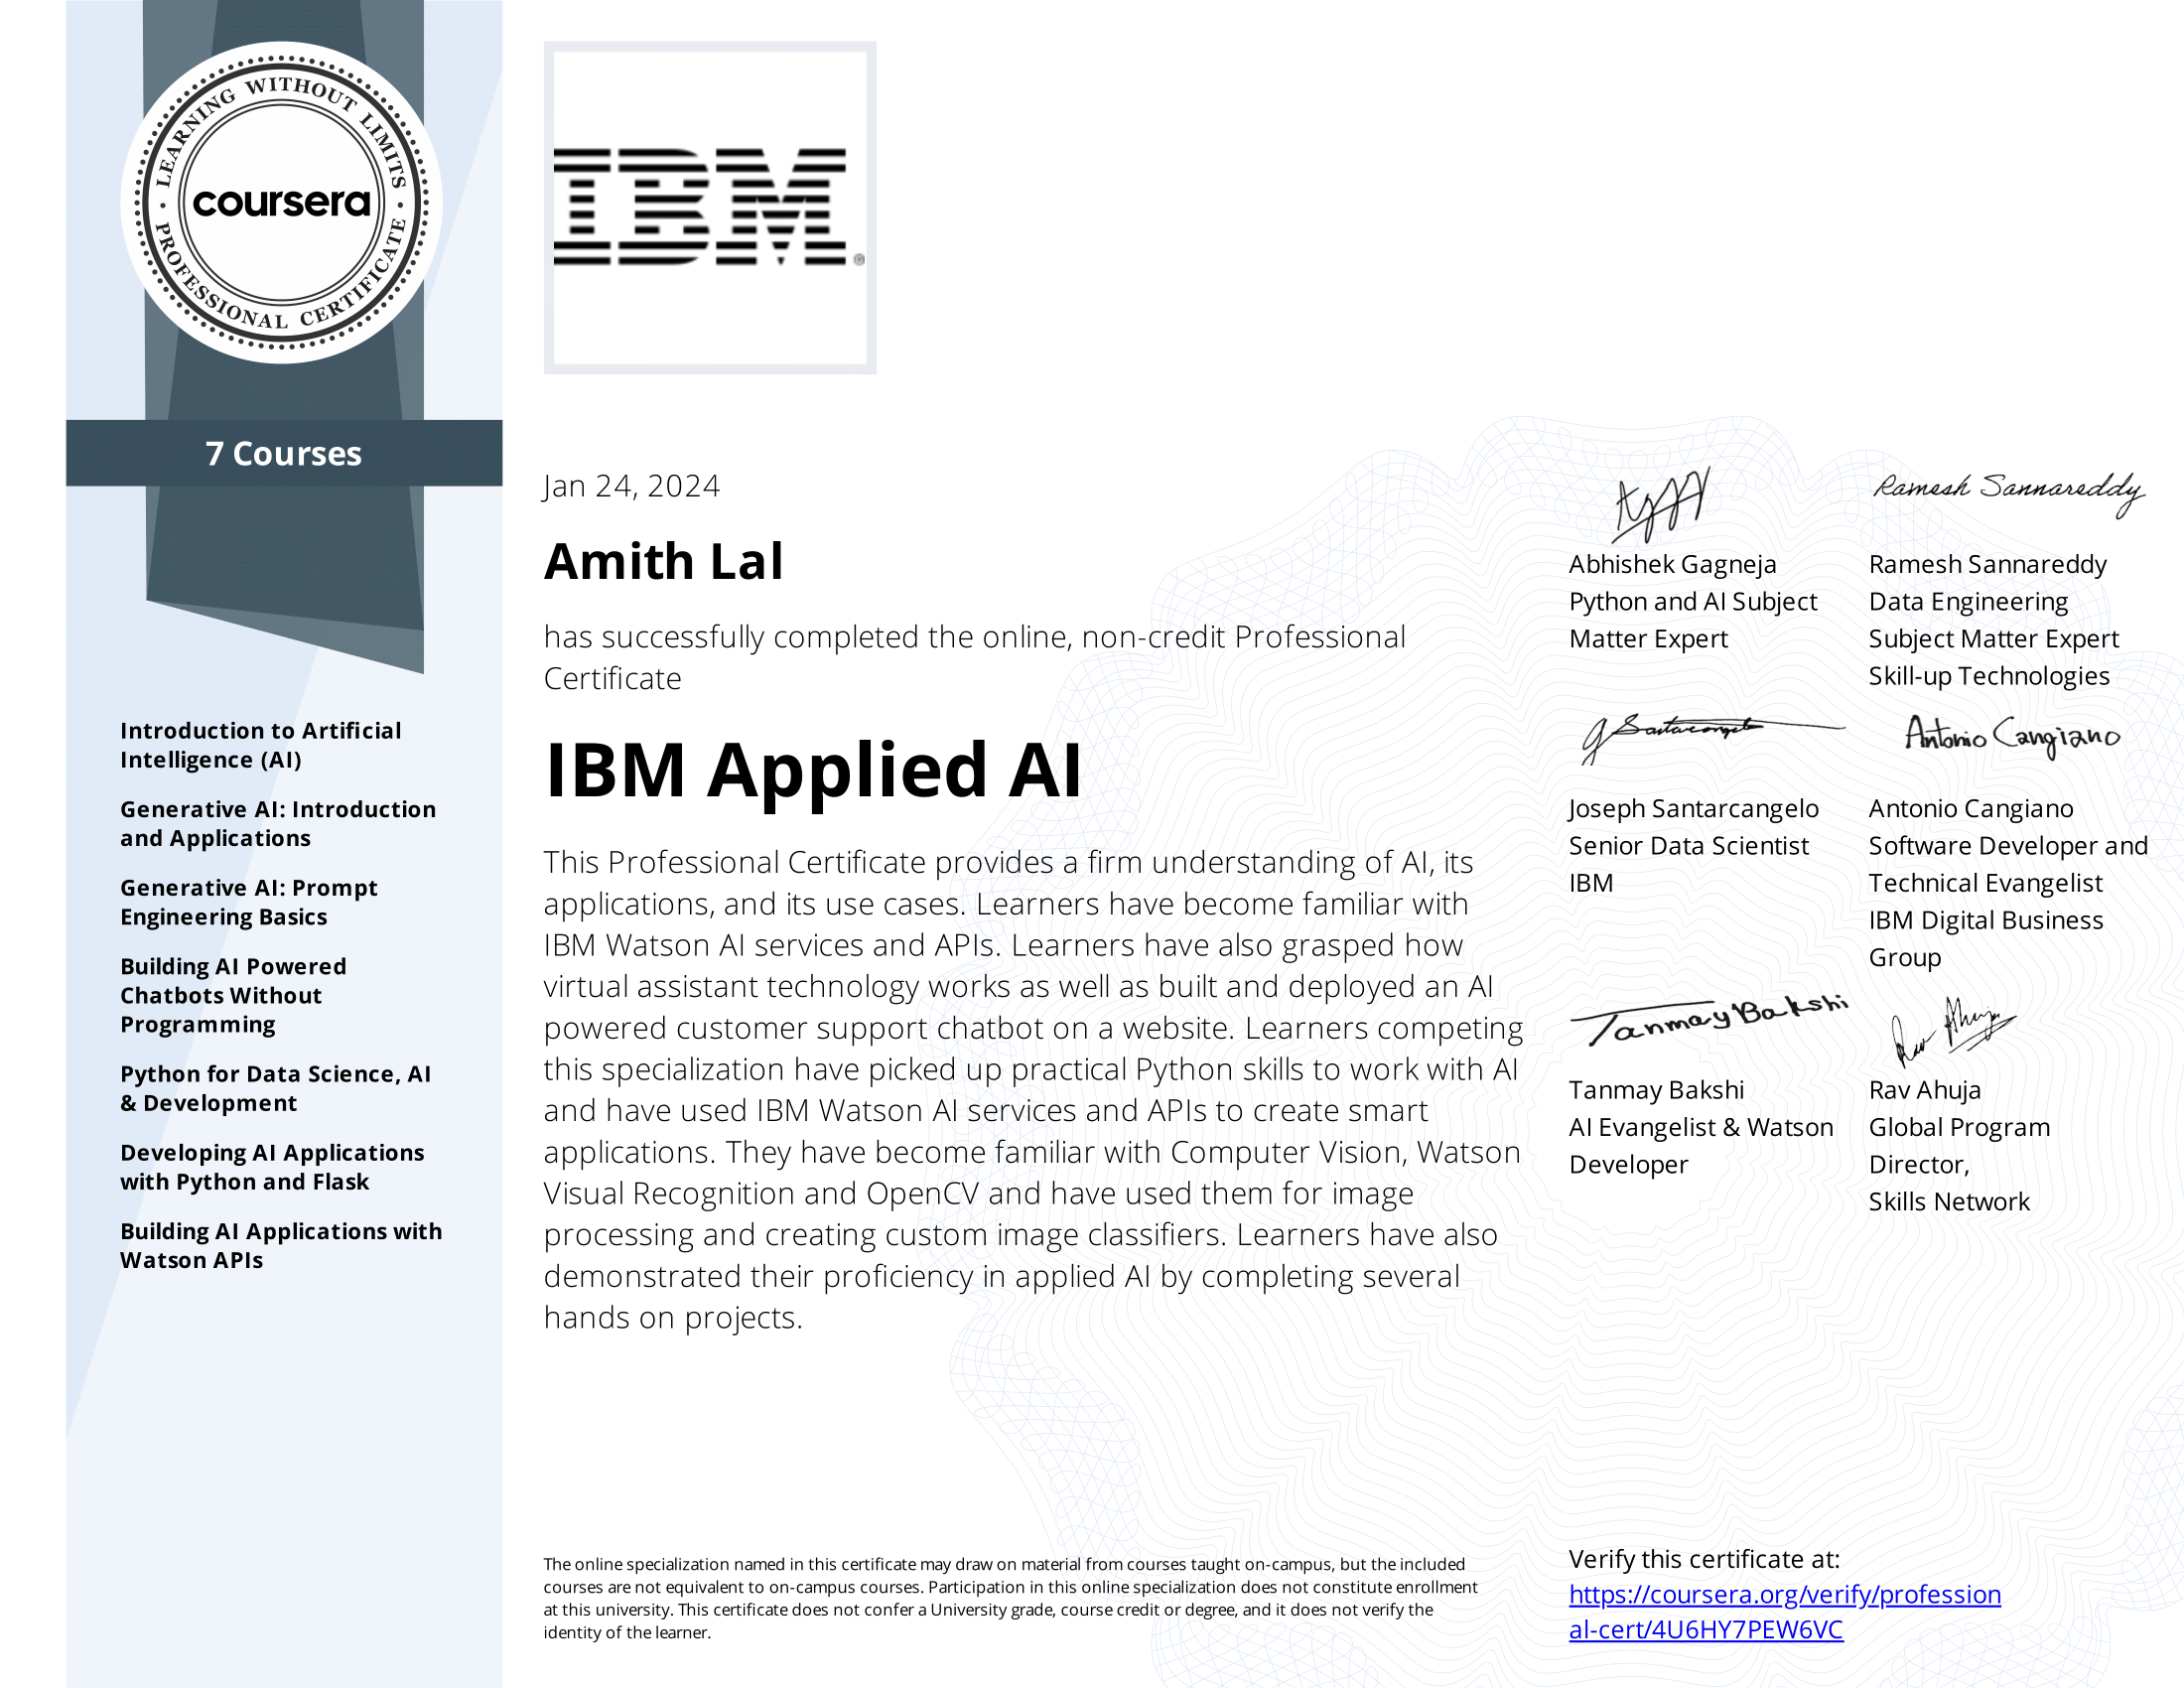 LEARNING WITHOUT LIMITS
coursera
PROFESSIONAL CERTIFICATE
7 Courses
Introduction to Artificial
Intelligence (AI)
Generative AI: Introduction
and Applications
Generative AI: Prompt
Engineering Basics
Building AI Powered
Chatbots Without
Programming
Python for Data Science, AI
& Development
Developing AI Applications
with Python and Flask
Building AI Applications with
Watson APIs
IBM®
Jan 24, 2024
Amith Lal
has successfully completed the online, non-credit Professional
Certificate
IBM Applied AI
This Professional Certificate provides a firm understanding of AI, its
applications, and its use cases. Learners have become familiar with
IBM Watson AI services and APIs. Learners have also grasped how
virtual assistant technology works as well as built and deployed an AI
powered customer support chatbot on a website. Learners competing
this specialization have picked up practical Python skills to work with AI
and have used IBM Watson AI services and APIs to create smart
applications. They have become familiar with Computer Vision, Watson
Visual Recognition and OpenCV and have used them for image
processing and creating custom image classifiers. Learners have also
demonstrated their proficiency in applied AI by completing several
hands on projects.
The online specialization named in this certificate may draw on material from courses taught on-campus, but the included
courses are not equivalent to on-campus courses. Participation in this online specialization does not constitute enrollment
at this university. This certificate does not confer a University grade, course credit or degree, and it does not verify the
identity of the learner.
Abhishek Gagneja
Python and AI Subject
Matter Expert
Ramesh Sannareddy
Ramesh Sannareddy
Data Engineering
Subject Matter Expert
Skill-up Technologies
J Santarcangelo
Joseph Santarcangelo
Senior Data Scientist
IBM
Antonio Cangiano
Antonio Cangiano
Software Developer and
Technical Evangelist
IBM Digital Business
Group
Tanmay Bakshi
Tanmay Bakshi
AI Evangelist & Watson
Developer
Rav Ahuja
Rav Ahuja
Global Program
Director,
Skills Network
Verify this certificate at:
https://coursera.org/verify/profession
al-cert/4U6HY7PEW6VC